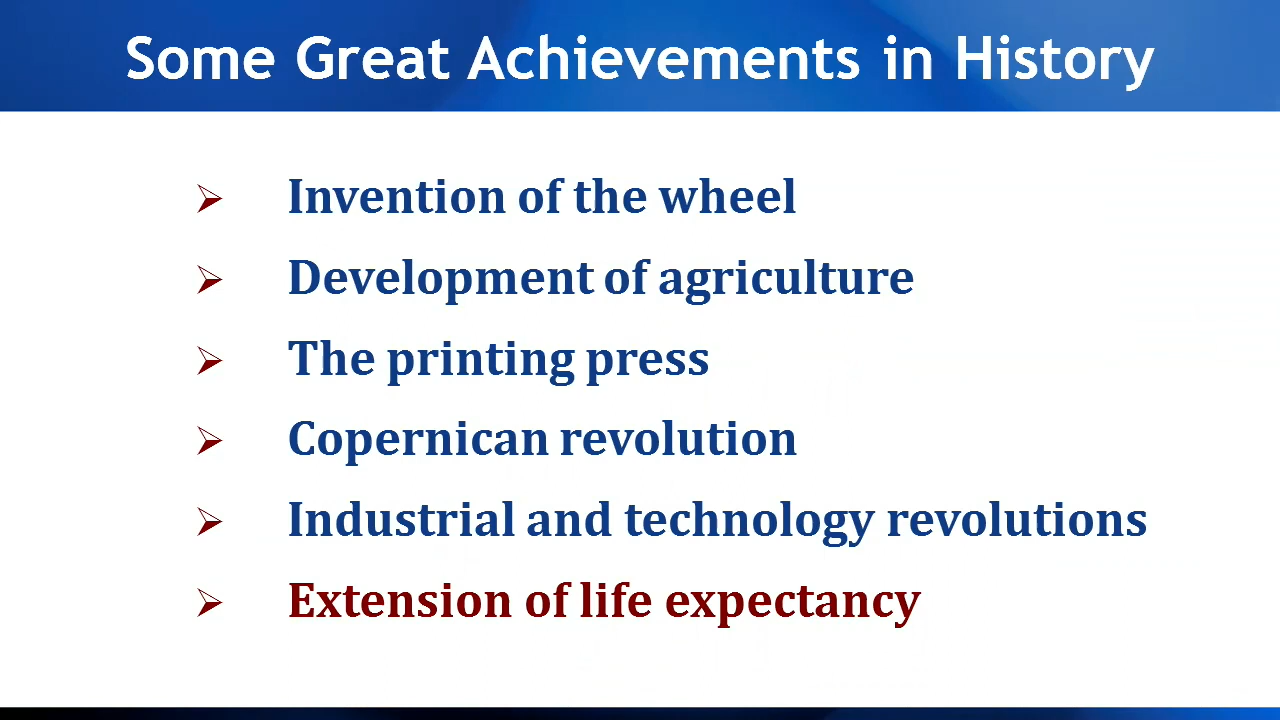 Some Great Achievements in History
Invention of the wheel
Development of agriculture
The printing press
Copernican revolution
Industrial and technology revolutions
Extension of life expectancy